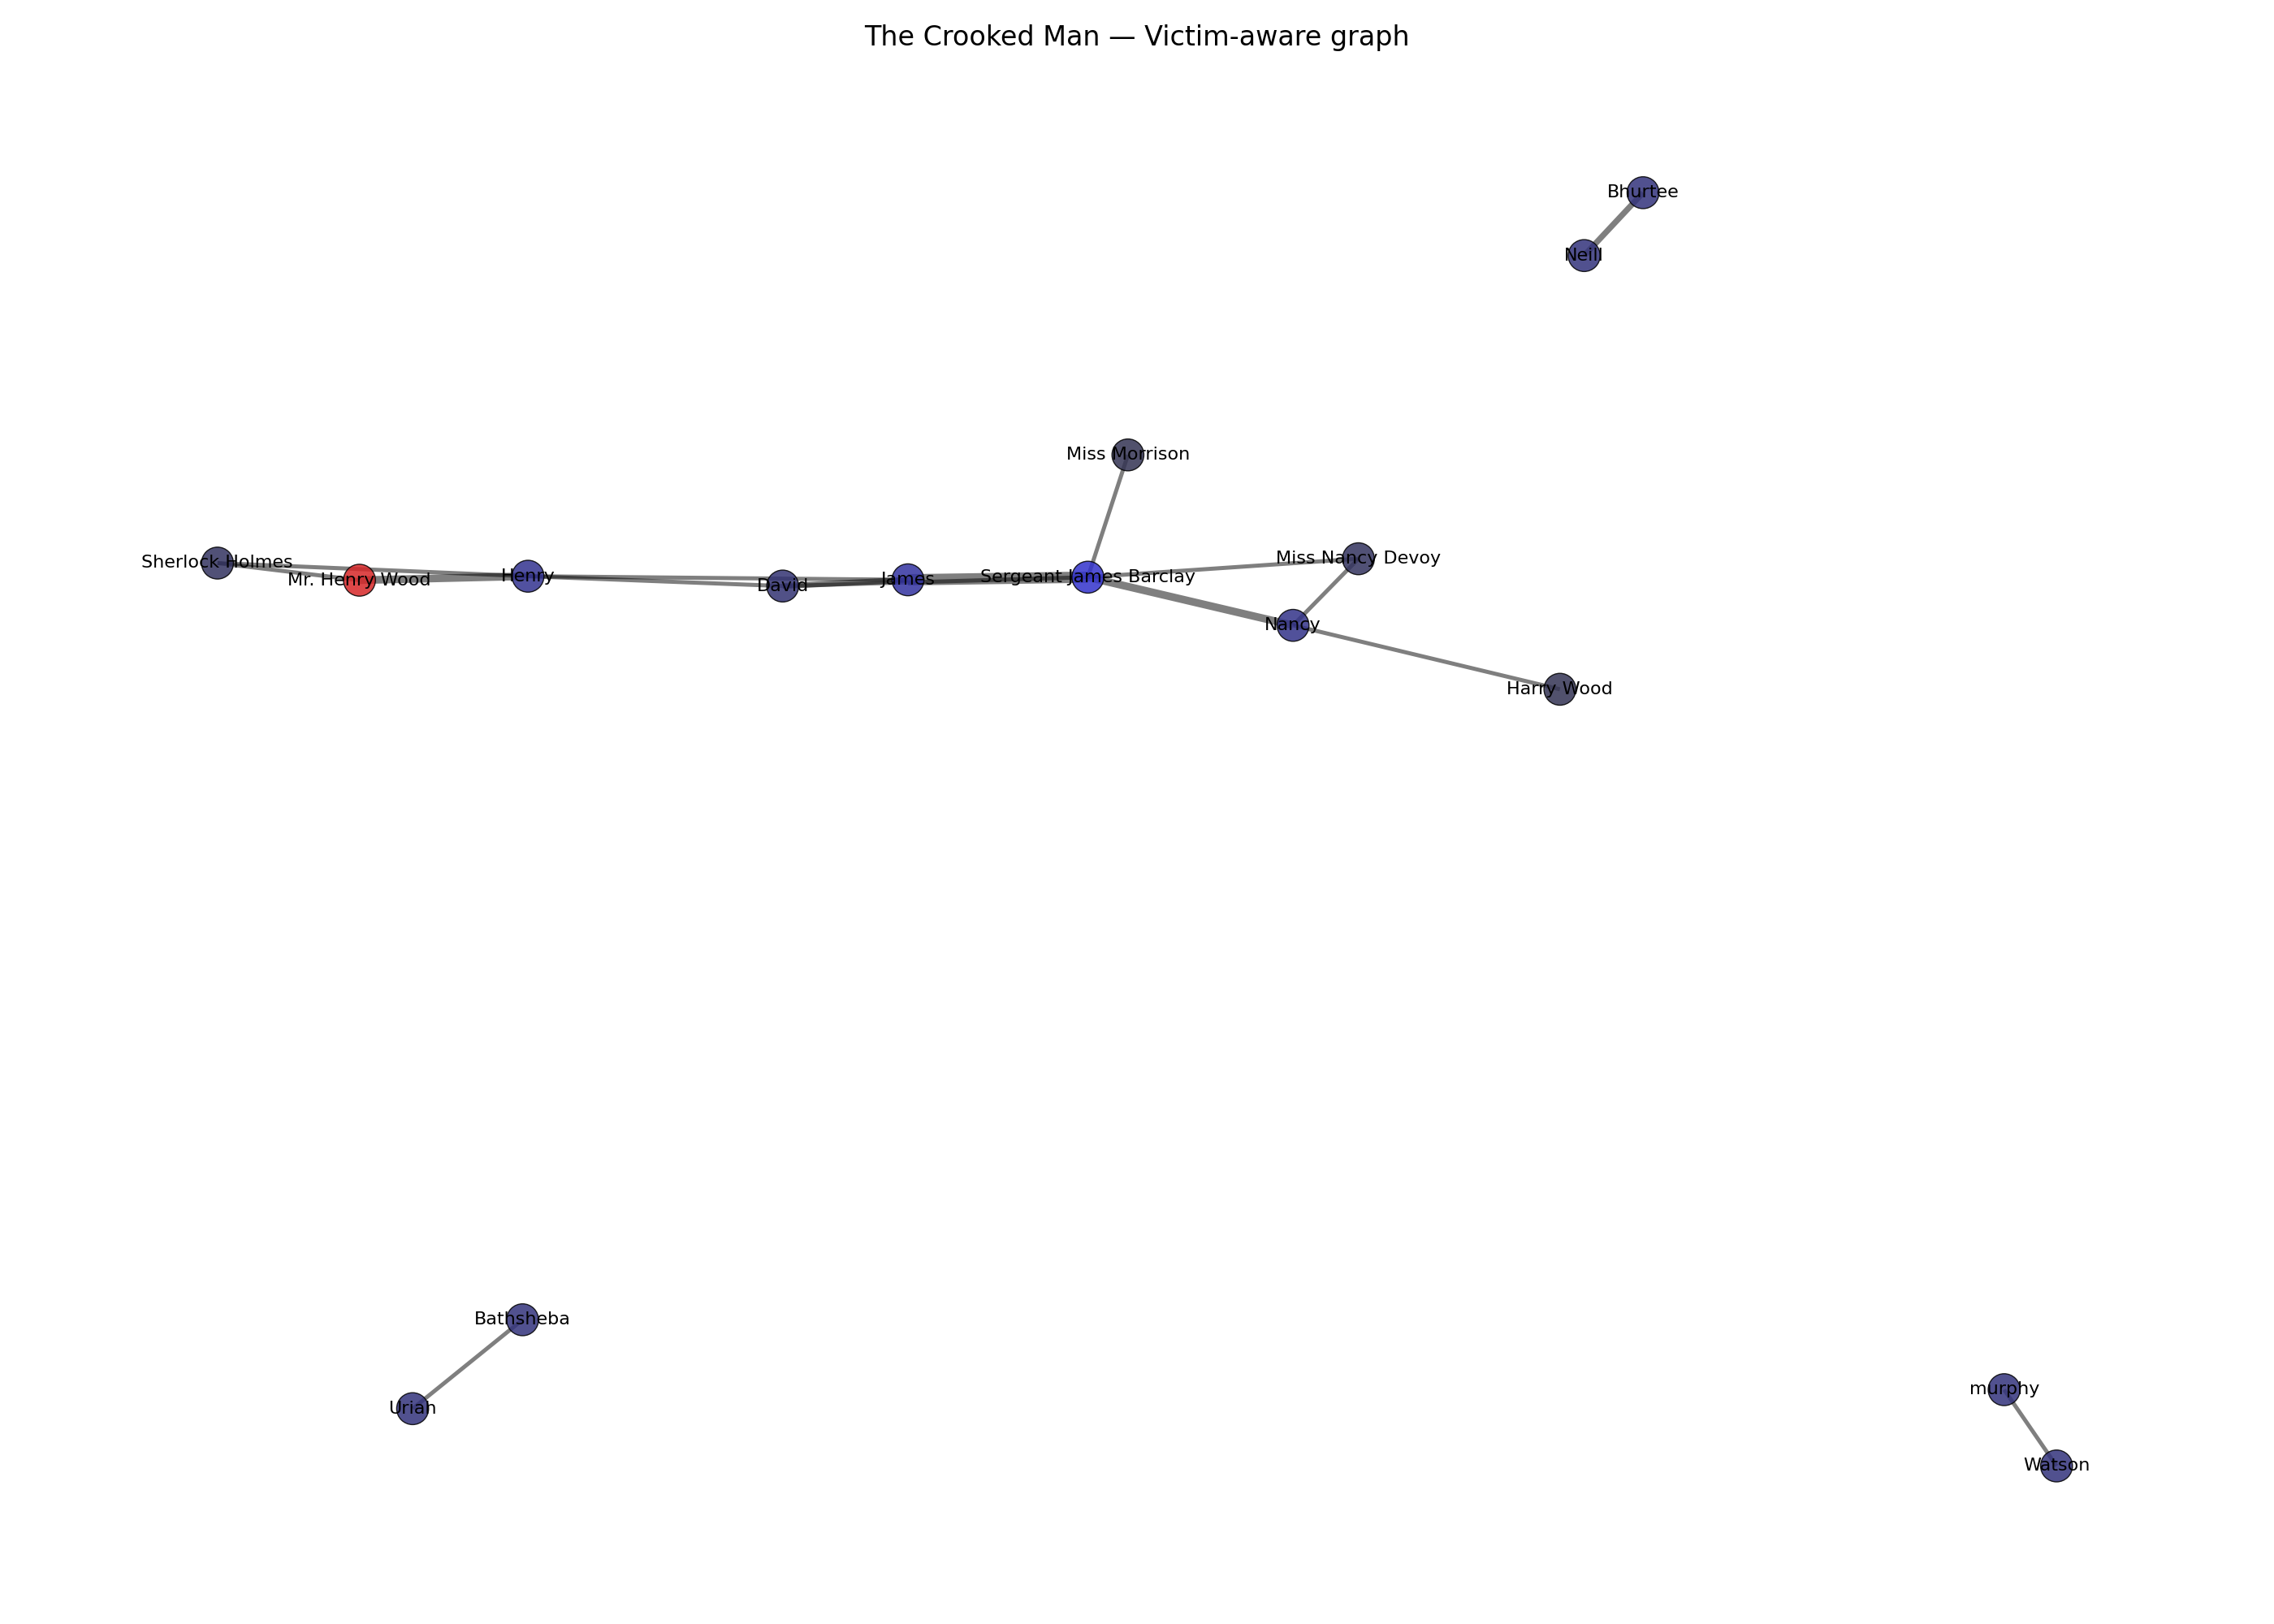 The Crooked Man — Victim-aware graph
Bhurtee
Neill
Miss Morrison
Sherlock Holmes
Mr. Henry Wood
Henry
David
James
Sergeant James Barclay
Miss Nancy Devoy
Nancy
Harry Wood
Bathsheba
Uriah
murphy
Watson